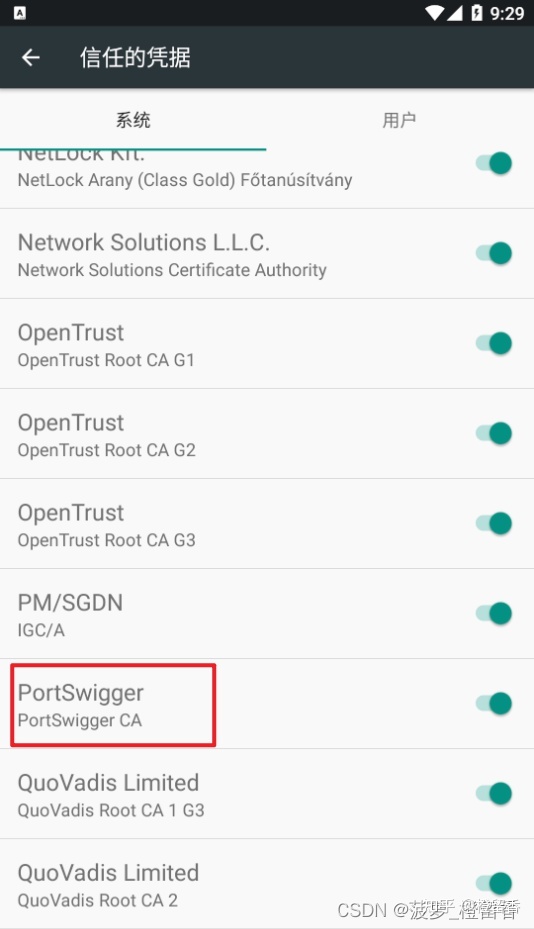 A
9:29
信任的凭据
系统
用户
NetLock Kft.
NetLock Arany (Class Gold) Főtanúsítvány
Network Solutions L.L.C.
Network Solutions Certificate Authority
OpenTrust
OpenTrust Root CA G1
OpenTrust
OpenTrust Root CA G2
OpenTrust
OpenTrust Root CA G3
PM/SGDN
IGC/A
PortSwigger
PortSwigger CA
QuoVadis Limited
QuoVadis Root CA 1 G3
QuoVadis Limited
QuoVadis Root CA 2
CSDN @菠萝_橙留香